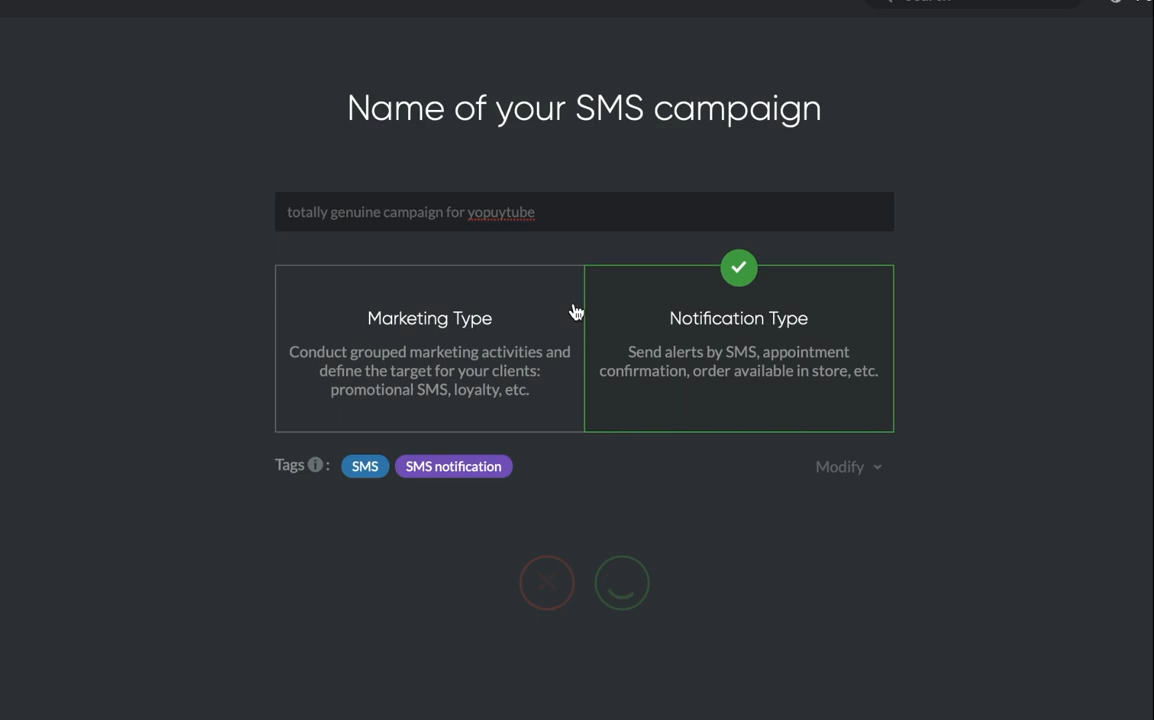 Name of your SMS campaign
totally genuine campaign for yopuytube
Marketing Type
Conduct grouped marketing activities and
define the target for your clients:
promotional SMS, loyalty, etc.
Notification Type
Send alerts by SMS, appointment
confirmation, order available in store, etc.
Tags i : SMS SMS notification
Modify